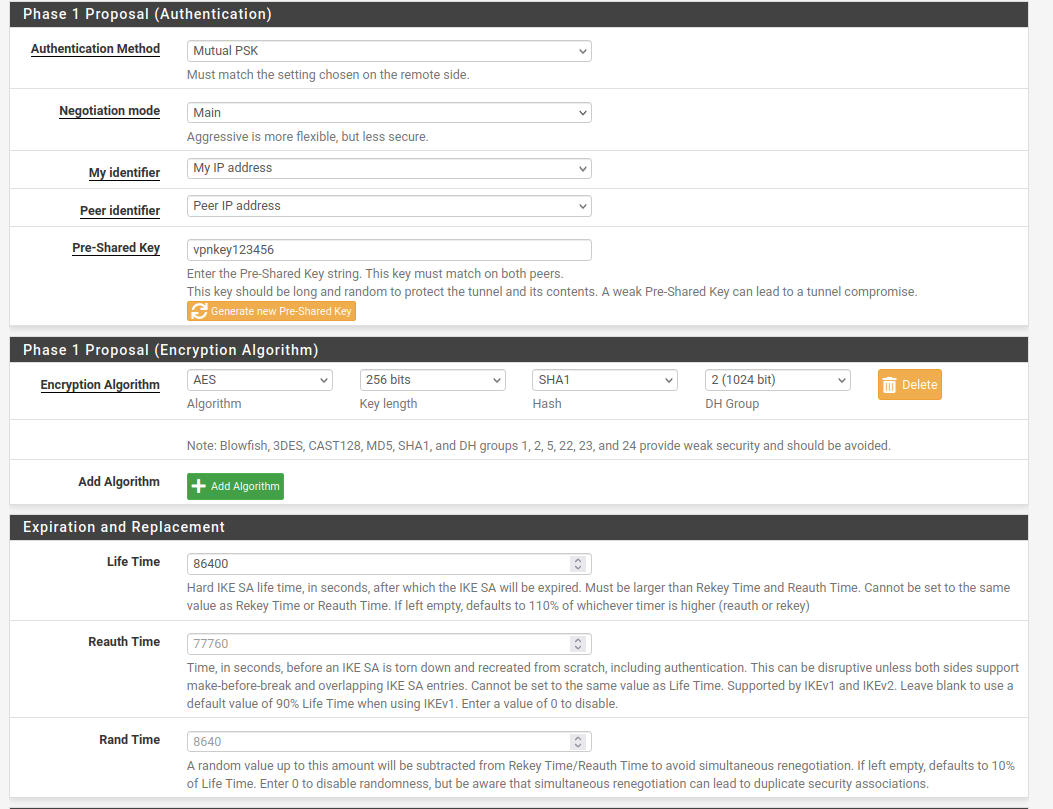 Phase 1 Proposal (Authentication)
Authentication Method
Mutual PSK
Must match the setting chosen on the remote side.
Negotiation mode
Main
Aggressive is more flexible, but less secure.
My identifier
My IP address
Peer identifier
Peer IP address
Pre-Shared Key
vpnkey123456
Enter the Pre-Shared Key string. This key must match on both peers.
This key should be long and random to protect the tunnel and its contents. A weak Pre-Shared Key can lead to a tunnel compromise.
Generate new Pre-Shared Key
Phase 1 Proposal (Encryption Algorithm)
Encryption Algorithm
AES 256 bits SHA1 2 (1024 bit) Delete
Algorithm Key length Hash DH Group
Note: Blowfish, 3DES, CAST128, MD5, SHA1, and DH groups 1, 2, 5, 22, 23, and 24 provide weak security and should be avoided.
Add Algorithm
Add Algorithm
Expiration and Replacement
Life Time
86400
Hard IKE SA life time, in seconds, after which the IKE SA will be expired. Must be larger than Rekey Time and Reauth Time. Cannot be set to the same
value as Rekey Time or Reauth Time. If left empty, defaults to 110% of whichever timer is higher (reauth or rekey)
Reauth Time
77760
Time, in seconds, before an IKE SA is torn down and recreated from scratch, including authentication. This can be disruptive unless both sides support
make-before-break and overlapping IKE SA entries. Cannot be set to the same value as Life Time. Supported by IKEv1 and IKEv2. Leave blank to use a
default value of 90% Life Time when using IKEv1. Enter a value of 0 to disable.
Rand Time
8640
A random value up to this amount will be subtracted from Rekey Time/Reauth Time to avoid simultaneous renegotiation. If left empty, defaults to 10%
of Life Time. Enter 0 to disable randomness, but be aware that simultaneous renegotiation can lead to duplicate security associations.